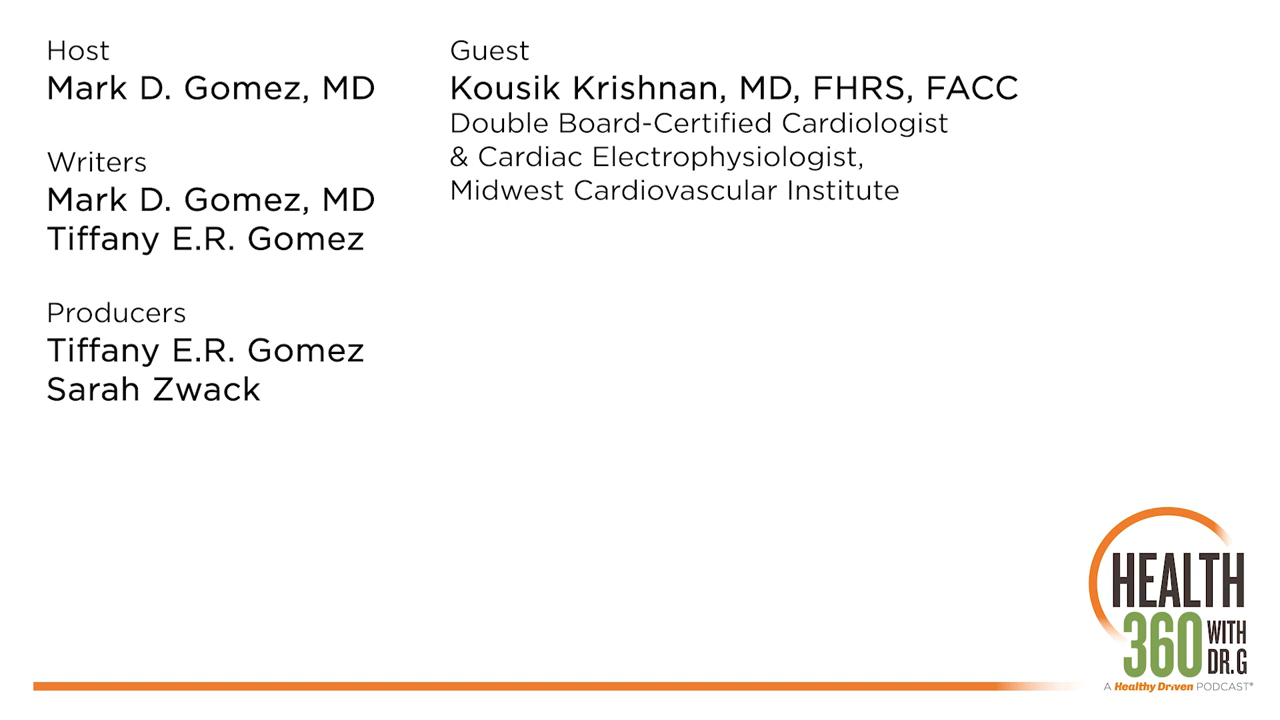 Host
Mark D. Gomez, MD
Writers
Mark D. Gomez, MD
Tiffany E.R. Gomez
Producers
Tiffany E.R. Gomez
Sarah Zwack
Guest
Kousik Krishnan, MD, FHRS, FACC
Double Board-Certified Cardiologist
& Cardiac Electrophysiologist,
Midwest Cardiovascular Institute
HEALTH
360 WITH
DR.G
A Healthy Driven PODCAST®